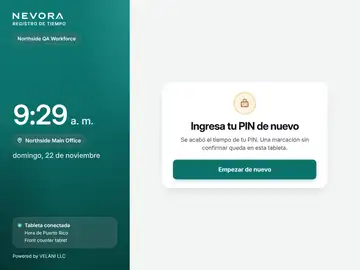 NEVORA
REGISTRO DE TIEMPO
Northside QA Workforce
9:29 a. m.
Northside Main Office
domingo, 22 de noviembre
Tableta conectada
Hora de Puerto Rico
Front counter tablet
Powered by VELANI LLC
Ingresa tu PIN de nuevo
Se acabó el tiempo de tu PIN. Una marcación sin
confirmar queda en esta tableta.
Empezar de nuevo